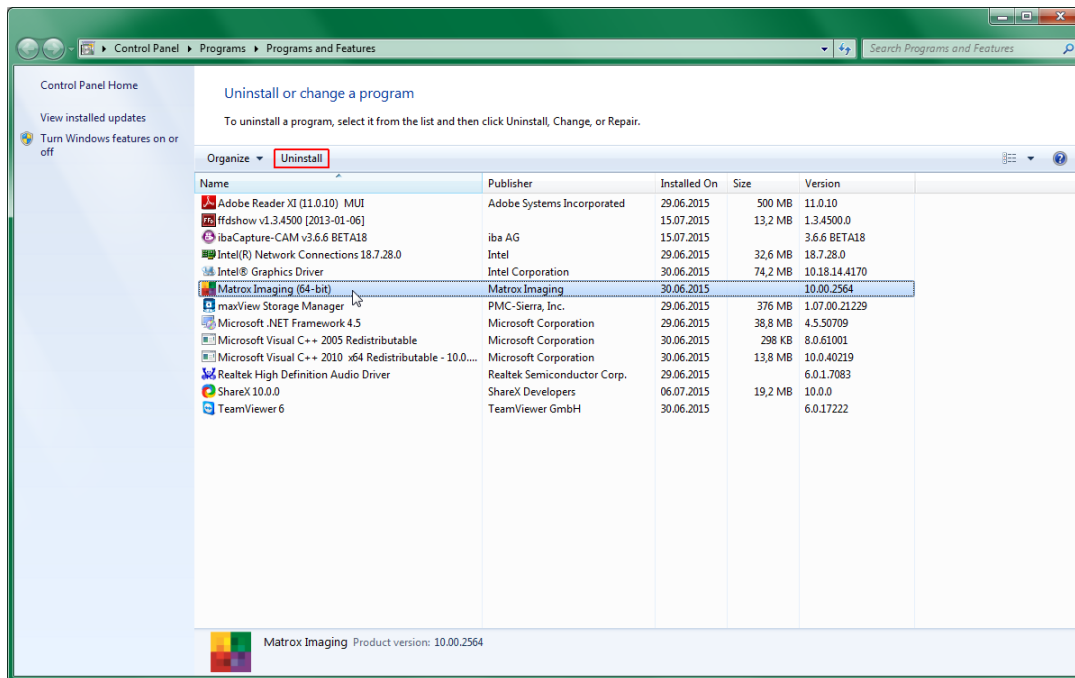 Control Panel Programs Programs and Features Search Programs and Features
Control Panel Home
View installed updates
Turn Windows features on or
off
Uninstall or change a program
To uninstall a program, select it from the list and then click Uninstall, Change, or Repair.
Organize Uninstall
Name Publisher Installed On Size Version
Adobe Reader XI (11.0.10) MUI Adobe Systems Incorporated 29.06.2015 500 MB 11.0.10
ffdshow v1.3.4500 [2013-01-06] 15.07.2015 13,2 MB 1.3.4500.0
ibaCapture-CAM v3.6.6 BETA18 iba AG 15.07.2015 3.6.6 BETA18
Intel(R) Network Connections 18.7.28.0 Intel 29.06.2015 32,6 MB 18.7.28.0
Intel® Graphics Driver Intel Corporation 30.06.2015 74,2 MB 10.18.14.4170
Matrox Imaging (64-bit) Matrox Imaging 30.06.2015 10.00.2564
maxView Storage Manager PMC-Sierra, Inc. 29.06.2015 376 MB 1.07.00.21229
Microsoft .NET Framework 4.5 Microsoft Corporation 29.06.2015 38,8 MB 4.5.50709
Microsoft Visual C++ 2005 Redistributable Microsoft Corporation 30.06.2015 298 KB 8.0.61001
Microsoft Visual C++ 2010 x64 Redistributable - 10.0.... Microsoft Corporation 30.06.2015 13,8 MB 10.0.40219
Realtek High Definition Audio Driver Realtek Semiconductor Corp. 29.06.2015 6.0.1.7083
ShareX 10.0.0 ShareX Developers 06.07.2015 19,2 MB 10.0.0
TeamViewer 6 TeamViewer GmbH 30.06.2015 6.0.17222
Matrox Imaging Product version: 10.00.2564